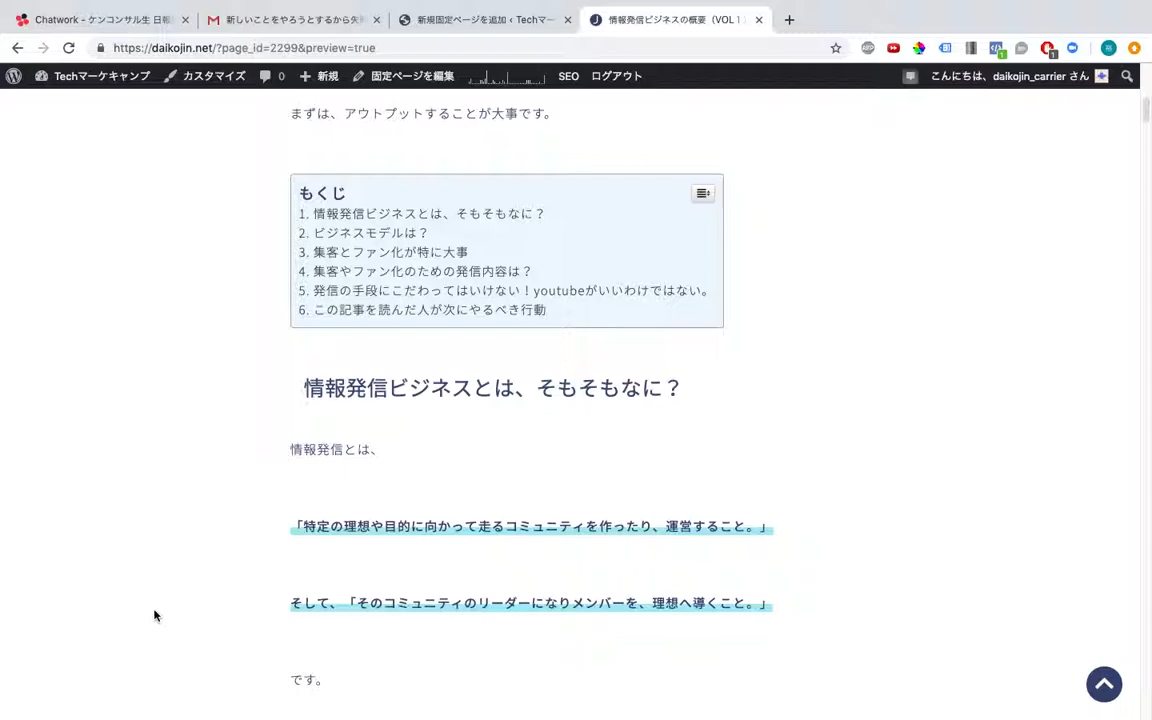 Chatwork - ケンコンサル生 日報
新しいことをやろうとするから失
新規固定ページを追加 ‹ Techマー
情報発信ビジネスの概要（VOL 1
https://daikojin.net/?page_id=2299&preview=true
Techマーケキャンプ カスタマイズ 0 新規 固定ページを編集 SEO ログアウト こんにちは、daikojin_carrier さん
まずは、アウトプットすることが大事です。
もくじ
1. 情報発信ビジネスとは、そもそもなに？
2. ビジネスモデルは？
3. 集客とファン化が特に大事
4. 集客やファン化のための発信内容は？
5. 発信の手段にこだわってはいけない！youtubeがいいわけではない。
6. この記事を読んだ人が次にやるべき行動
情報発信ビジネスとは、そもそもなに？
情報発信とは、
「特定の理想や目的に向かって走るコミュニティを作ったり、運営すること。」
そして、「そのコミュニティのリーダーになりメンバーを、理想へ導くこと。」
です。